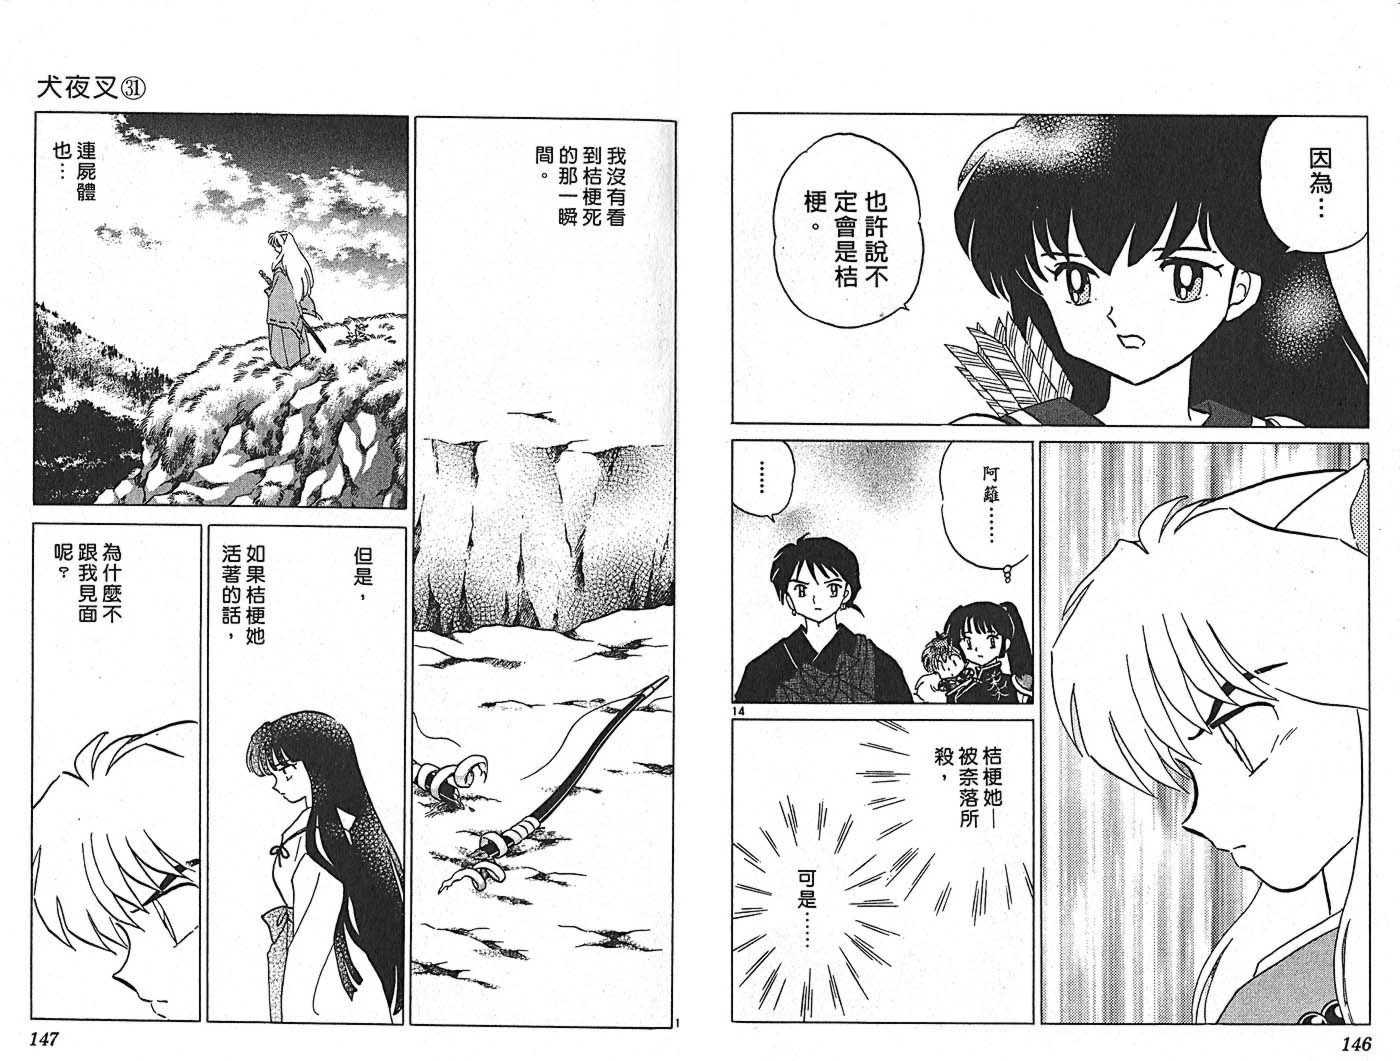 因為…
也許說不
定會是桔
梗。
阿籬……
……
14
桔梗她—
被奈落所
殺，
可是……
146
犬夜叉㉛
我沒有看
到桔梗死
的那一瞬
間。
連屍體
也…
但是，
如果桔梗她
活著的話，
為什麼不
跟我見面
呢？
1
147